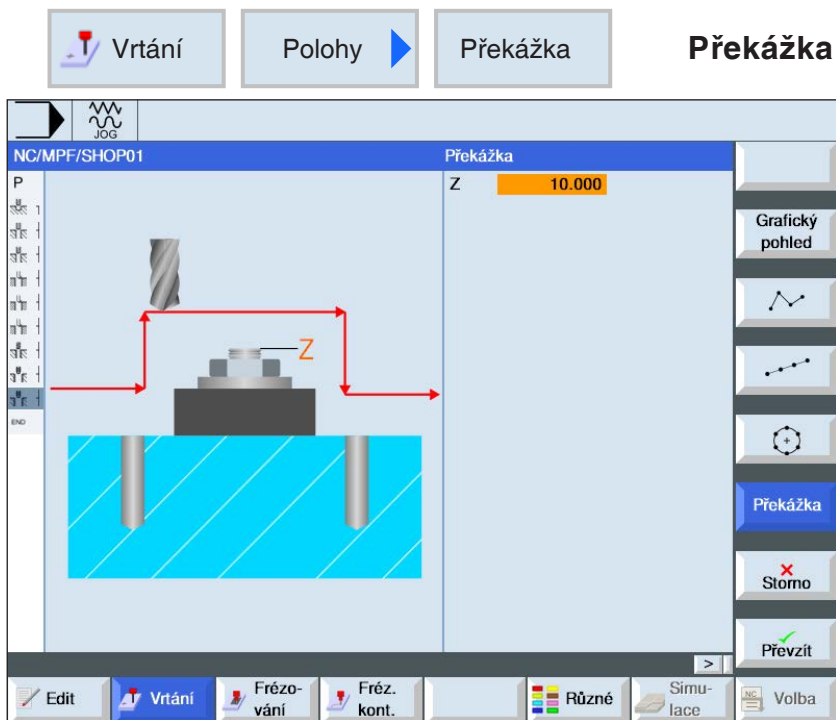 Vrtání
Polohy
Překážka
Překážka
JOG
NC/MPF/SHOP01
Překážka
P
Z 10.000
Z
END
Grafický
pohled
Překážka
Storno
Převzít
>
Edit
Vrtání
Frézo-
vání
Fréz.
kont.
Různé
Simu-
lace
NC
Volba